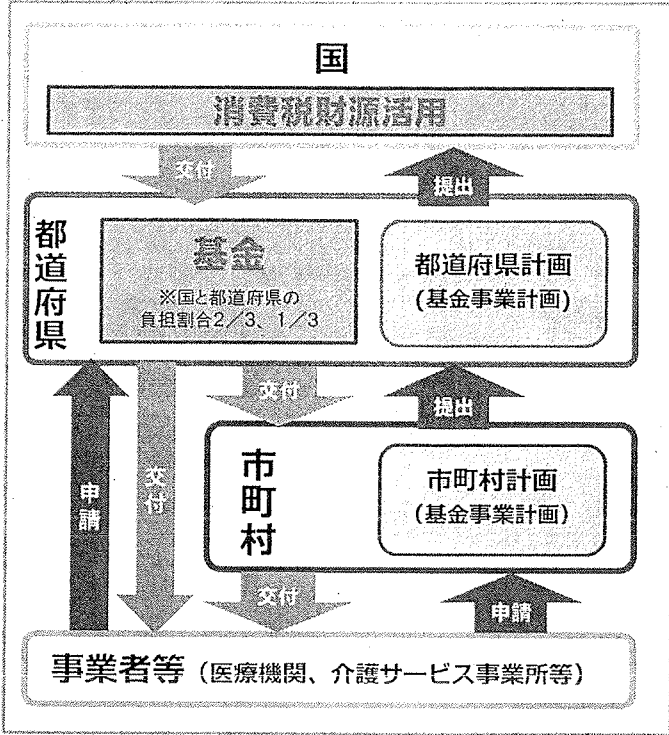 国
消費税財源活用
交付
提出
都道府県
基金
※国と都道府県の
負担割合2/3、1/3
都道府県計画
(基金事業計画)
交付
提出
申請
交付
市町村
市町村計画
(基金事業計画)
交付
申請
事業者等(医療機関、介護サービス事業所等)